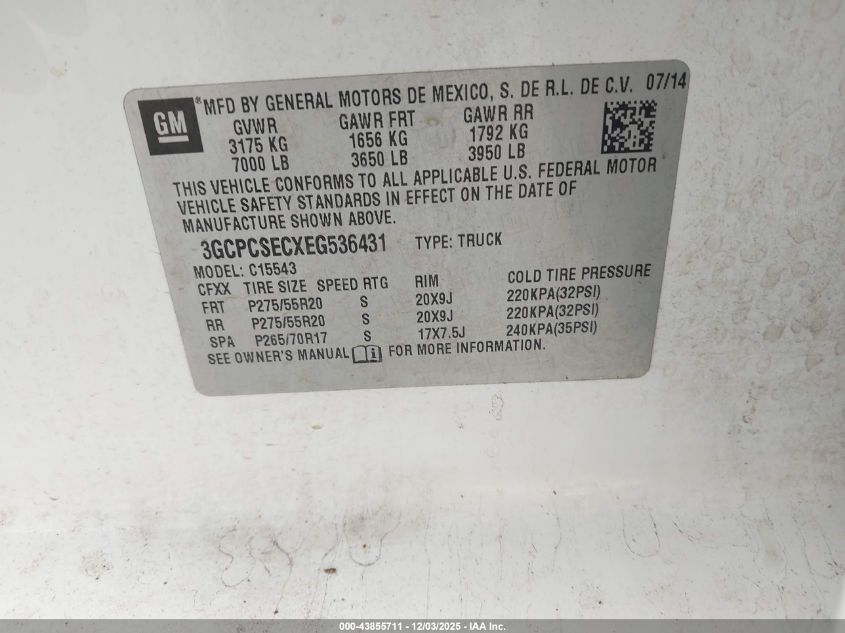 GM
*MFD BY GENERAL MOTORS DE MEXICO, S. DE R.L. DE C.V. 07/14
GVWR GAWR FRT GAWR RR
3175 KG 1656 KG 1792 KG
7000 LB 3650 LB 3950 LB
THIS VEHICLE CONFORMS TO ALL APPLICABLE U.S. FEDERAL MOTOR
VEHICLE SAFETY STANDARDS IN EFFECT ON THE DATE OF
MANUFACTURE SHOWN ABOVE.
3GCPCSECXEG536431 TYPE: TRUCK
MODEL: C15543
CFXX TIRE SIZE SPEED RTG RIM COLD TIRE PRESSURE
FRT P275/55R20 S 20X9J 220KPA(32PSI)
RR P275/55R20 S 20X9J 220KPA(32PSI)
SPA P265/70R17 S 17X7.5J 240KPA(35PSI)
SEE OWNER'S MANUAL FOR MORE INFORMATION.
000-43855711 - 12/03/2025 - IAA Inc.